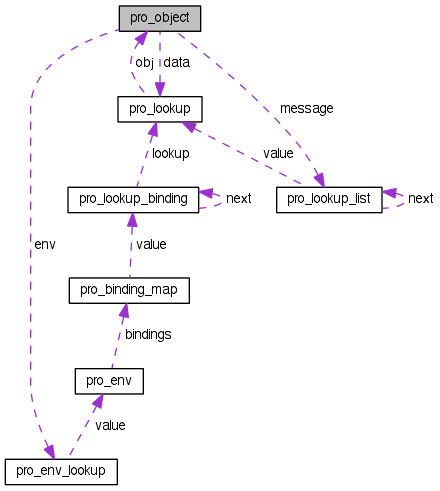 pro_object
obj
data
pro_lookup
message
value
lookup
pro_lookup_binding
next
pro_lookup_list
next
env
value
pro_binding_map
bindings
pro_env
value
pro_env_lookup